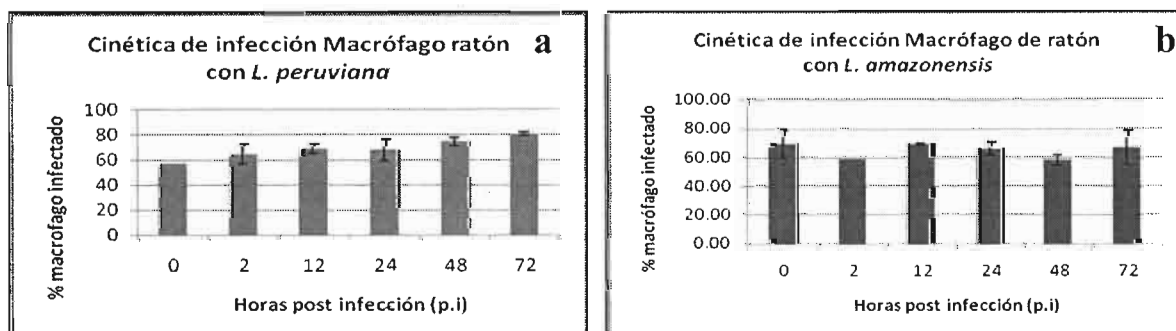 Cinética de infección Macrófago ratón
con L. peruviana
a
% macrófago infectado
100
80
60
40
20
0
0 2 12 24 48 72
Horas post infección (p.i)
Cinética de infección Macrófago de ratón
con L. amazonensis
b
% macrófago infectado
100.00
80.00
60.00
40.00
20.00
0.00
0 2 12 24 48 72
Horas post infección (p.i)